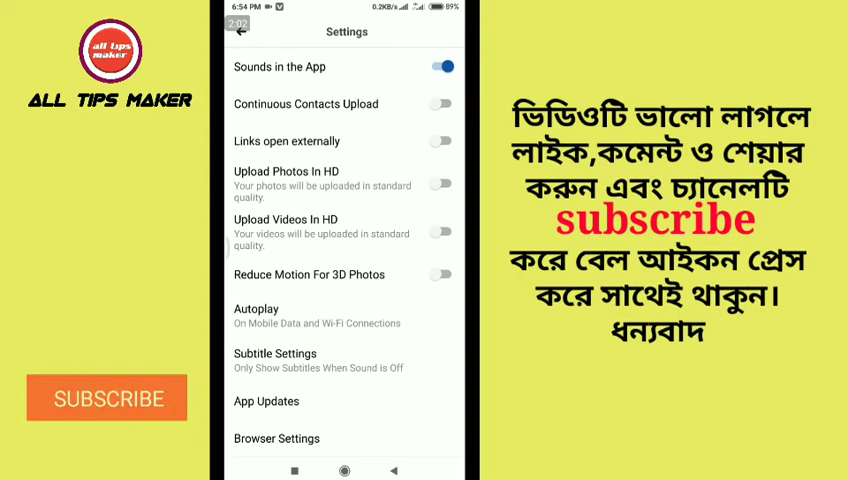 all tips
maker
ALL TIPS MAKER
SUBSCRIBE
6:54 PM
0.2KB/s
89%
2:02
Settings
Sounds in the App
Continuous Contacts Upload
Links open externally
Upload Photos In HD
Your photos will be uploaded in standard
quality.
Upload Videos In HD
Your videos will be uploaded in standard
quality.
Reduce Motion For 3D Photos
Autoplay
On Mobile Data and Wi-Fi Connections
Subtitle Settings
Only Show Subtitles When Sound is Off
App Updates
Browser Settings
ভিডিওটি ভালো লাগলে
লাইক,কমেন্ট ও শেয়ার
করুন এবং চ্যানেলটি
subscribe
করে বেল আইকন প্রেস
করে সাথেই থাকুন।
ধন্যবাদ